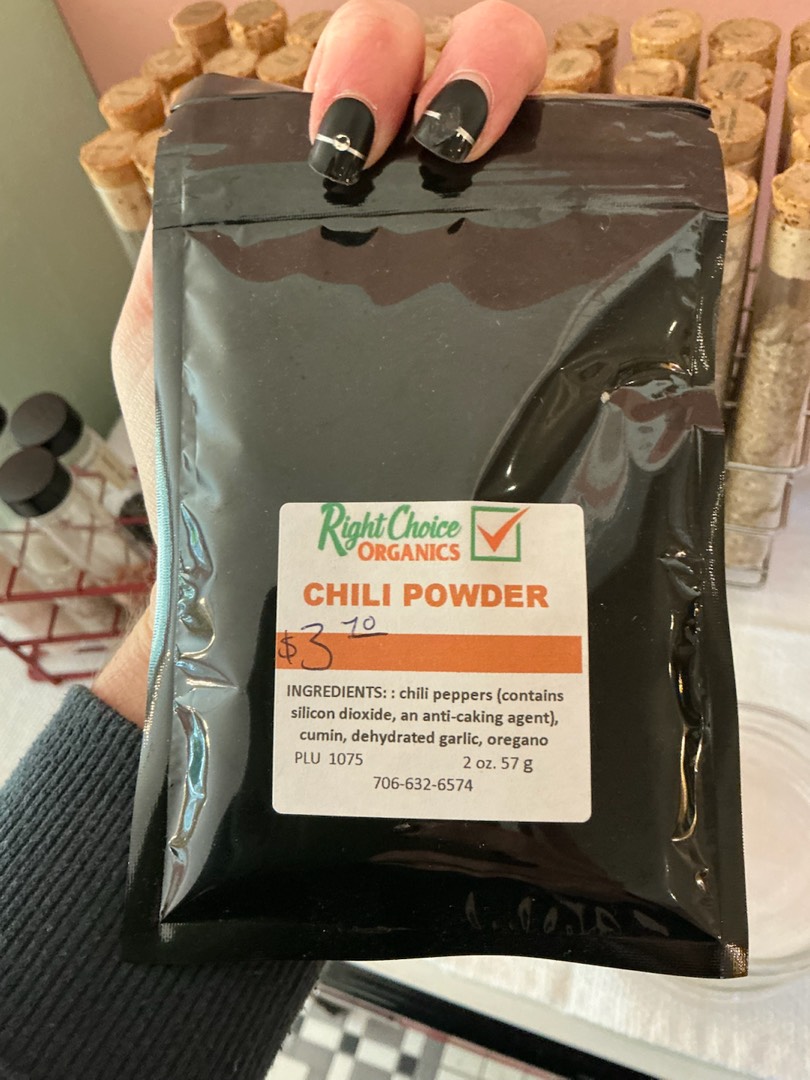 Right Choice
ORGANICS
CHILI POWDER
$3 70
INGREDIENTS: : chili peppers (contains
silicon dioxide, an anti-caking agent),
cumin, dehydrated garlic, oregano
PLU 1075 2 oz. 57 g
706-632-6574